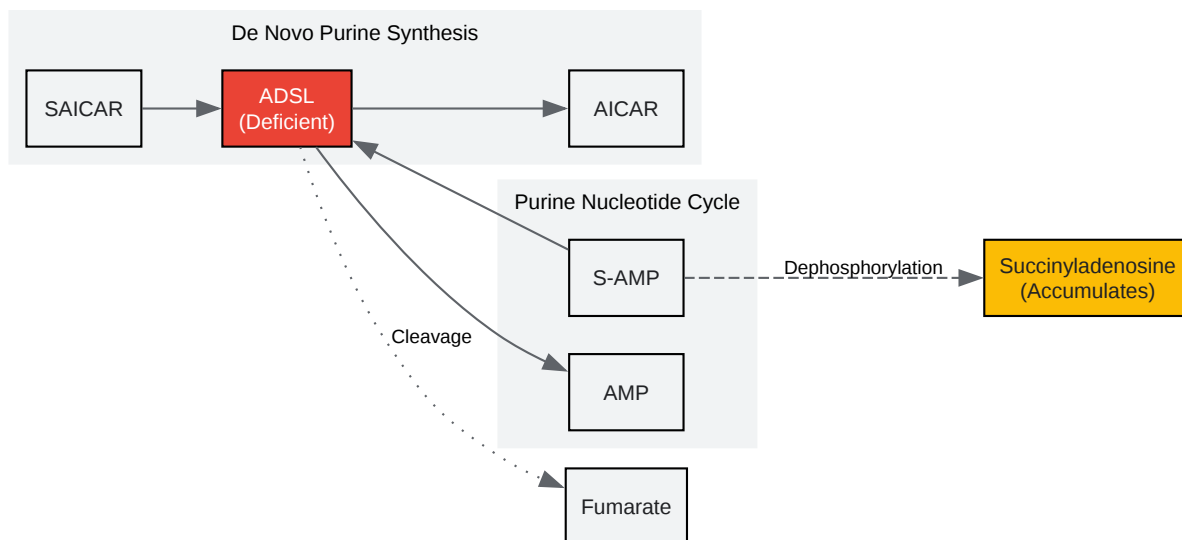 De Novo Purine Synthesis
SAICAR
ADSL
(Deficient)
AICAR
Purine Nucleotide Cycle
S-AMP
Dephosphorylation
Succinyladenosine
(Accumulates)
Cleavage
AMP
Fumarate